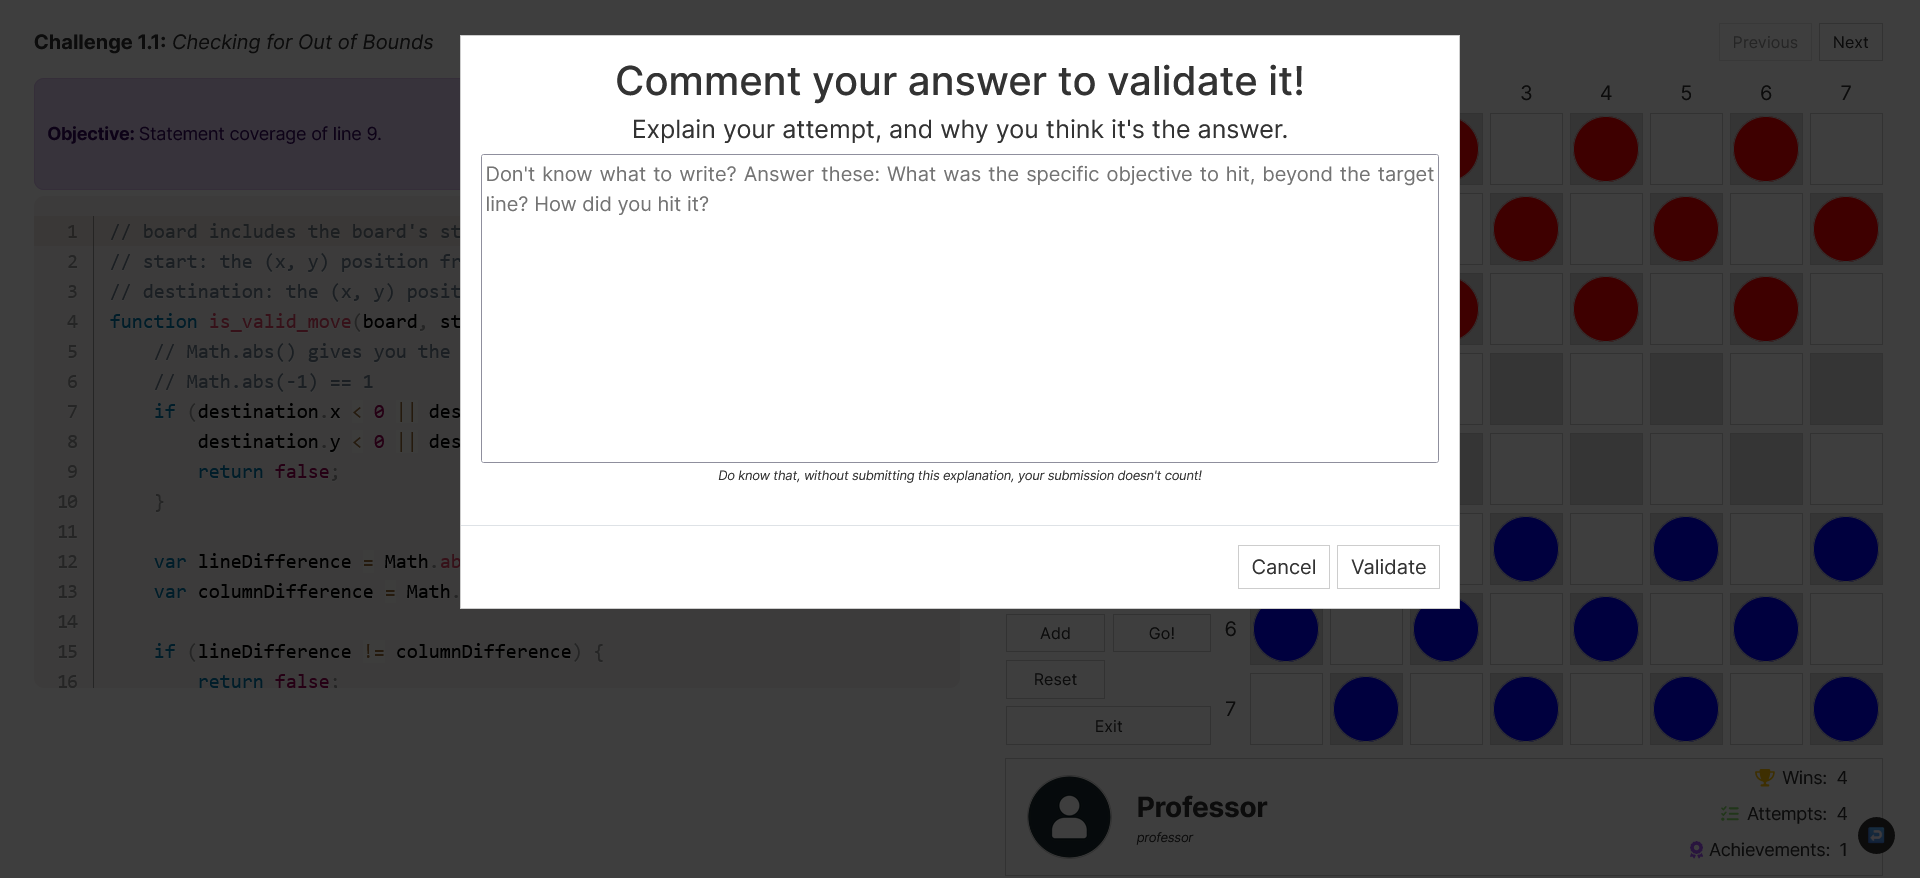 Challenge 1.1: Checking for Out of Bounds
Previous
Next
Objective: Statement coverage of line 9.
Comment your answer to validate it!
Explain your attempt, and why you think it's the answer.
Don't know what to write? Answer these: What was the specific objective to hit, beyond the target
line? How did you hit it?
Do know that, without submitting this explanation, your submission doesn't count!
Cancel
Validate
1 // board includes the board's st
2 // start: the (x, y) position fr
3 // destination: the (x, y) posit
4 function is_valid_move(board, st
5 // Math.abs() gives you the
6 // Math.abs(-1) == 1
7 if (destination.x < 0 || des
8 destination.y < 0 || des
9 return false;
10 }
11
12 var lineDifference = Math.ab
13 var columnDifference = Math.
14
15 if (lineDifference != columnDifference) {
16 return false;
3 4 5 6 7
Add
Go!
6
Reset
Exit
7
Professor
professor
Wins: 4
Attempts: 4
Achievements: 1